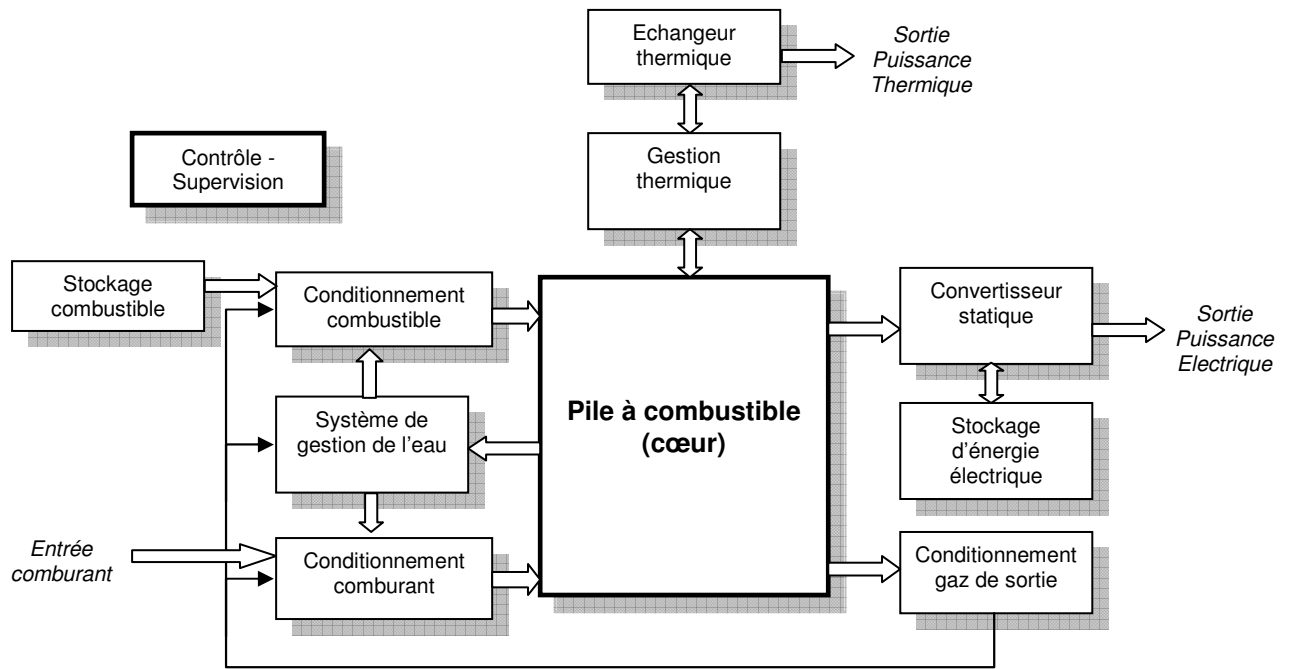 Echangeur
thermique
Sortie
Puissance
Thermique
Contrôle -
Supervision
Gestion
thermique
Stockage
combustible
Conditionnement
combustible
Convertisseur
statique
Sortie
Puissance
Electrique
Système de
gestion de l'eau
Pile à combustible
(cœur)
Stockage
d'énergie
électrique
Entrée
comburant
Conditionnement
comburant
Conditionnement
gaz de sortie